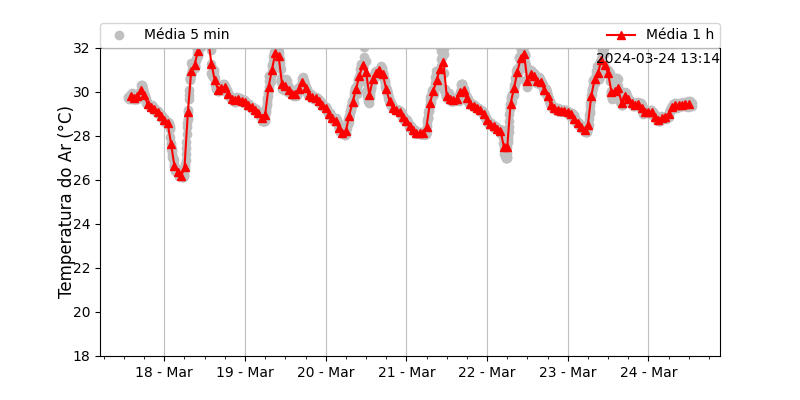 Média 5 min
Média 1 h
2024-03-24 13:14
Temperatura do Ar (°C)
32
30
28
26
24
22
20
18
18 - Mar
19 - Mar
20 - Mar
21 - Mar
22 - Mar
23 - Mar
24 - Mar